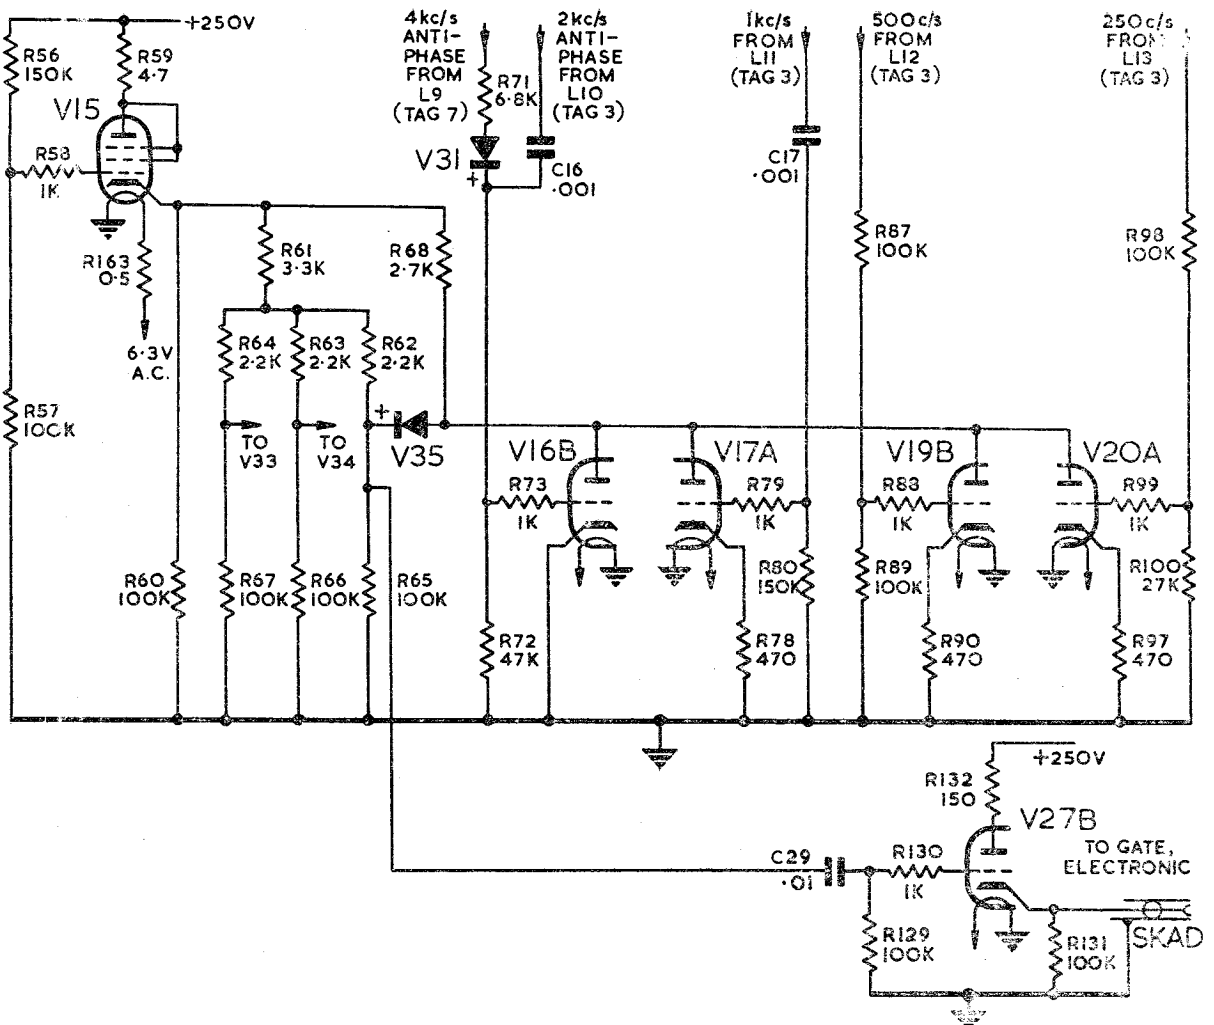 +250V
R56
150K
R59
4·7
V15
R58
1K
R163
0·5
6·3V
A.C.
R57
100K
R60
100K
R61
3·3K
R68
2·7K
R64
2·2K
R63
2·2K
R62
2·2K
TO
V33
TO
V34
+
V35
R67
100K
R66
100K
R65
100K
4kc/s
ANTI-
PHASE
FROM
L9
(TAG 7)
2kc/s
ANTI-
PHASE
FROM
L10
(TAG 3)
R71
6.8K
V31
+
C16
·001
1kc/s
FROM
L11
(TAG 3)
C17
·001
500c/s
FROM
L12
(TAG 3)
250c/s
FROM
L13
(TAG 3)
R87
100K
R98
100K
V16B
V17A
V19B
V20A
R73
1K
R79
1K
R88
1K
R99
1K
R72
47K
R80
150K
R78
470
R89
100K
R90
470
R97
470
R100
27K
+250V
R132
150
V27B
TO GATE,
ELECTRONIC
C29
·01
R130
1K
R129
100K
R131
100K
SKAD